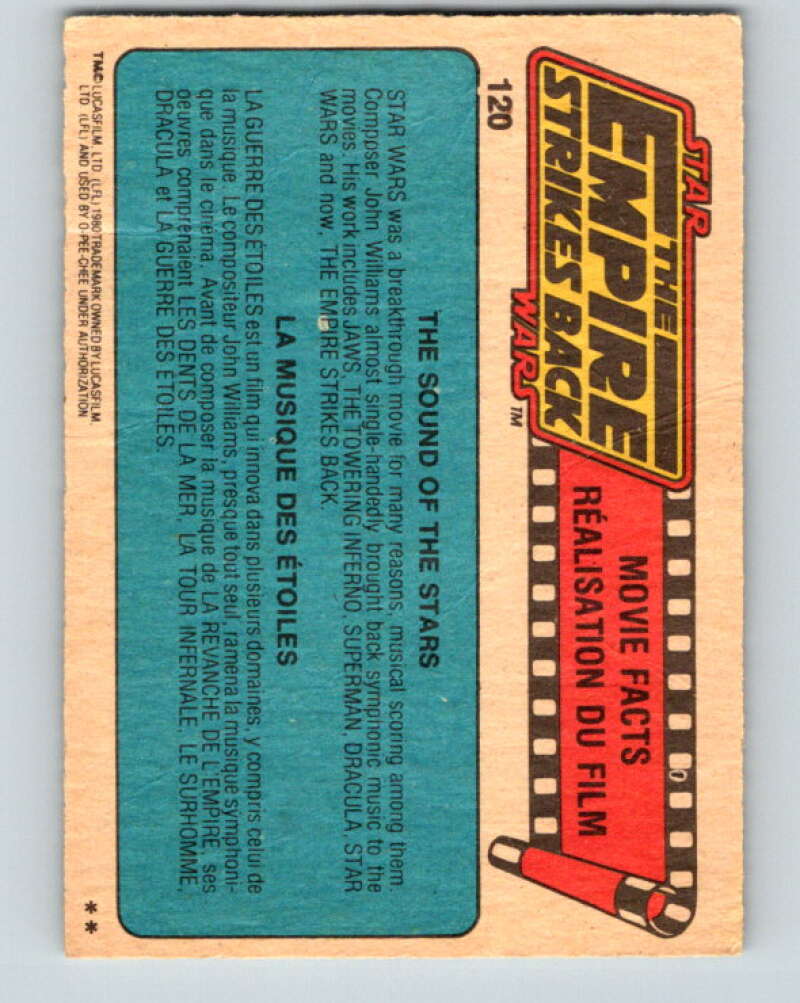 STAR
THE
EMPIRE
STRIKES BACK
WARS™
MOVIE FACTS
RÉALISATION DU FILM
120
THE SOUND OF THE STARS
STAR WARS was a breakthrough movie for many reasons, musical scoring among them.
Composer John Williams almost single-handedly brought back symphonic music to the
movies. His work includes JAWS, THE TOWERING INFERNO, SUPERMAN, DRACULA, STAR
WARS and now, THE EMPIRE STRIKES BACK.
LA MUSIQUE DES ÉTOILES
LA GUERRE DES ÉTOILES est un film qui innova dans plusieurs domaines, y compris celui de
la musique. Le compositeur John Williams, presque tout seul, ramena la musique symphoni-
que dans le cinéma. Avant de composer la musique de LA REVANCHE DE L'EMPIRE, ses
oeuvres comprenaient LES DENTS DE LA MER, LA TOUR INFERNALE, LE SURHOMME,
DRACULA et LA GUERRE DES ÉTOILES.
TM© LUCASFILM, LTD. (LFL) 1980 TRADEMARK OWNED BY LUCASFILM,
LTD. (LFL) AND USED BY O-PEE-CHEE UNDER AUTHORIZATION
**